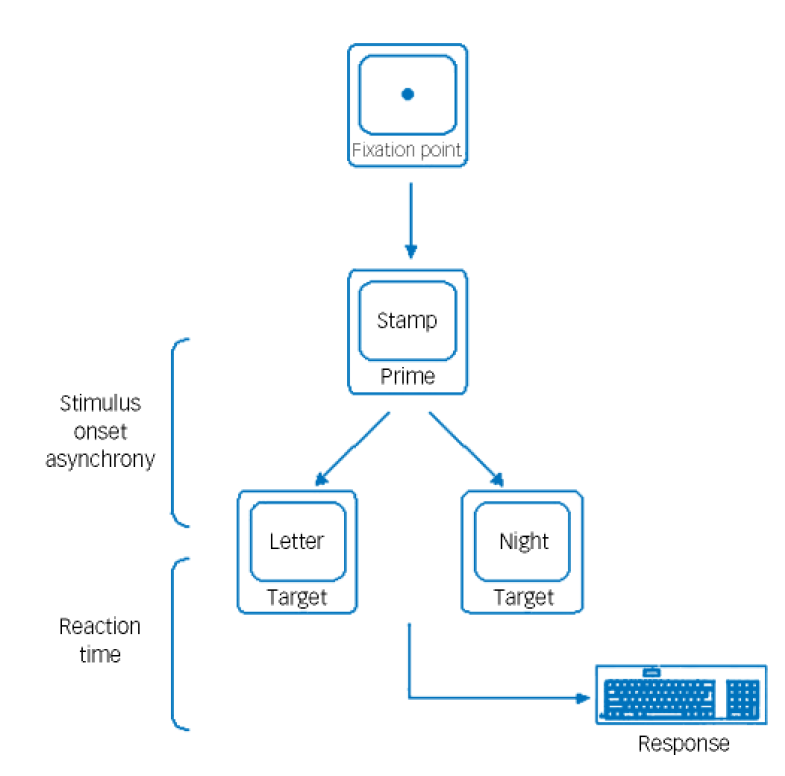 Fixation point
Stamp
Prime
Stimulus
onset
asynchrony
Letter
Night
Target
Target
Reaction
time
Response